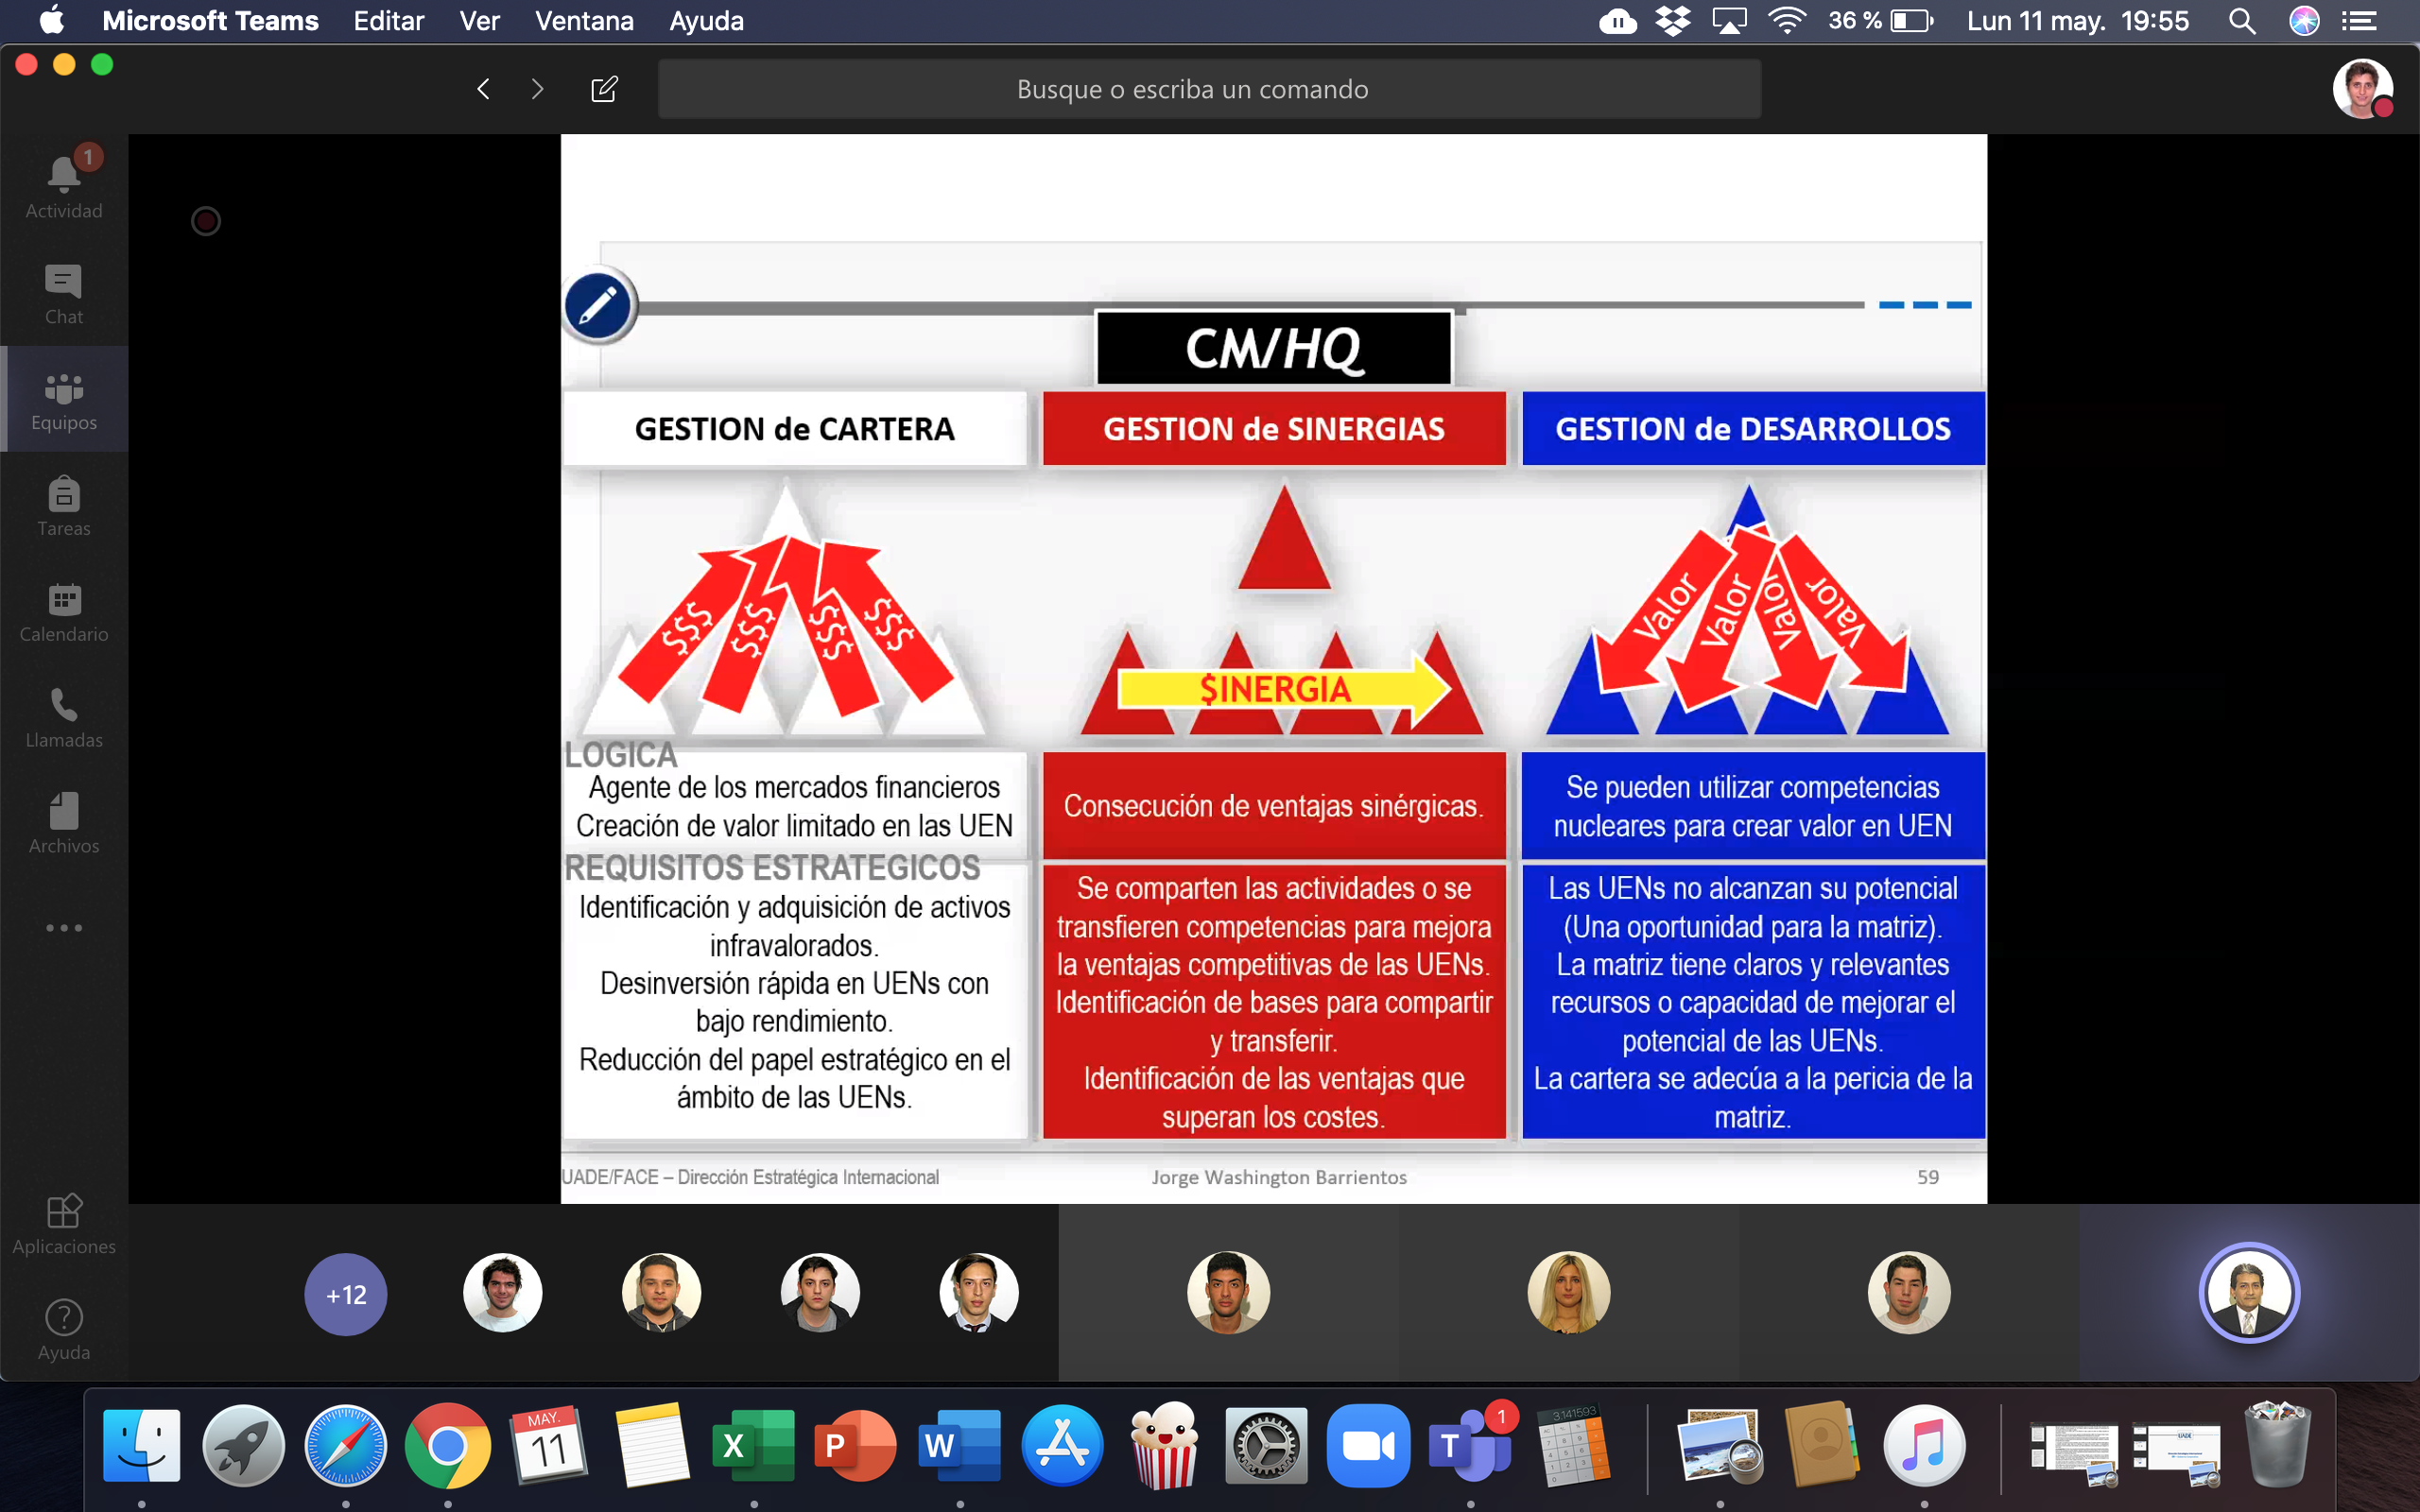 Microsoft Teams Editar Ver Ventana Ayuda 36 % Lun 11 may. 19:55
Busque o escriba un comando
1
Actividad
Chat
Equipos
Tareas
Calendario
Llamadas
Archivos
Aplicaciones
Ayuda
CM/HQ
GESTION de CARTERA
$$$ $$$ $$$ $$$
LOGICA
Agente de los mercados financieros
Creación de valor limitado en las UEN
REQUISITOS ESTRATEGICOS
Identificación y adquisición de activos
infravalorados.
Desinversión rápida en UENs con
bajo rendimiento.
Reducción del papel estratégico en el
ámbito de las UENs.
GESTION de SINERGIAS
$INERGIA
Consecución de ventajas sinérgicas.
Se comparten las actividades o se
transfieren competencias para mejora
la ventajas competitivas de las UENs.
Identificación de bases para compartir
y transferir.
Identificación de las ventajas que
superan los costes.
GESTION de DESARROLLOS
Valor Valor Valor Valor
Se pueden utilizar competencias
nucleares para crear valor en UEN
Las UENs no alcanzan su potencial
(Una oportunidad para la matriz).
La matriz tiene claros y relevantes
recursos o capacidad de mejorar el
potencial de las UENs.
La cartera se adecúa a la pericia de la
matriz.
UADE/FACE – Dirección Estratégica Internacional Jorge Washington Barrientos 59
+12
MAY.
11
X
P
W
T
1
3.141593
UADE